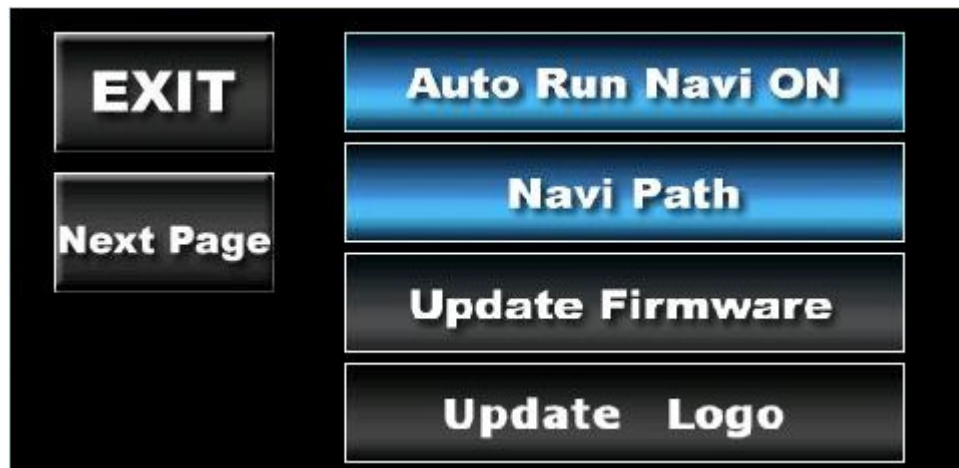 EXIT
Next Page
Auto Run Navi ON
Navi Path
Update Firmware
Update Logo